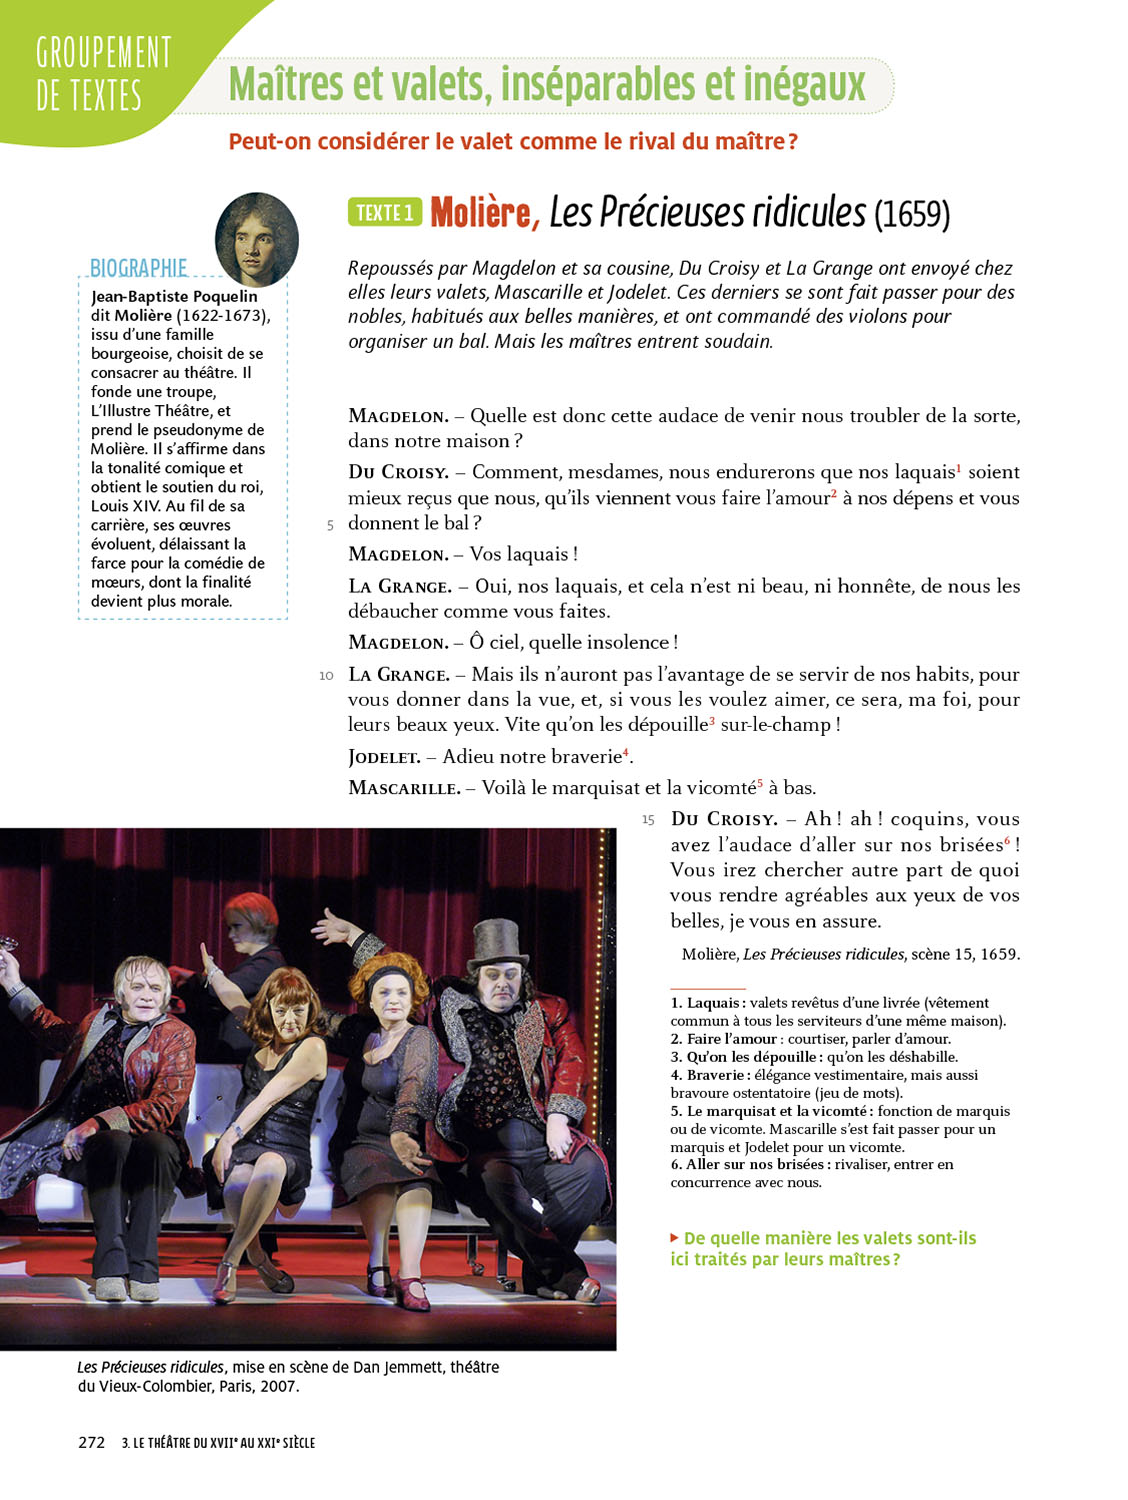 GROUPEMENT
DE TEXTES
Maîtres et valets, inséparables et inégaux
Peut-on considérer le valet comme le rival du maître ?
TEXTE 1 Molière, Les Précieuses ridicules (1659)
BIOGRAPHIE
Jean-Baptiste Poquelin
dit Molière (1622-1673),
issu d’une famille
bourgeoise, choisit de se
consacrer au théâtre. Il
fonde une troupe,
L’Illustre Théâtre, et
prend le pseudonyme de
Molière. Il s’affirme dans
la tonalité comique et
obtient le soutien du roi,
Louis XIV. Au fil de sa
carrière, ses œuvres
évoluent, délaissant la
farce pour la comédie de
mœurs, dont la finalité
devient plus morale.
Repoussés par Magdelon et sa cousine, Du Croisy et La Grange ont envoyé chez
elles leurs valets, Mascarille et Jodelet. Ces derniers se sont fait passer pour des
nobles, habitués aux belles manières, et ont commandé des violons pour
organiser un bal. Mais les maîtres entrent soudain.
MAGDELON. – Quelle est donc cette audace de venir nous troubler de la sorte,
dans notre maison ?
DU CROISY. – Comment, mesdames, nous endurerons que nos laquais1 soient
mieux reçus que nous, qu’ils viennent vous faire l’amour2 à nos dépens et vous
5 donnent le bal ?
MAGDELON. – Vos laquais !
LA GRANGE. – Oui, nos laquais, et cela n’est ni beau, ni honnête, de nous les
débaucher comme vous faites.
MAGDELON. – Ô ciel, quelle insolence !
10 LA GRANGE. – Mais ils n’auront pas l’avantage de se servir de nos habits, pour
vous donner dans la vue, et, si vous les voulez aimer, ce sera, ma foi, pour
leurs beaux yeux. Vite qu’on les dépouille3 sur-le-champ !
JODELET. – Adieu notre braverie4.
MASCARILLE. – Voilà le marquisat et la vicomté5 à bas.
15 DU CROISY. – Ah ! ah ! coquins, vous
avez l’audace d’aller sur nos brisées6 !
Vous irez chercher autre part de quoi
vous rendre agréables aux yeux de vos
belles, je vous en assure.
Molière, Les Précieuses ridicules, scène 15, 1659.
1. Laquais : valets revêtus d’une livrée (vêtement
commun à tous les serviteurs d’une même maison).
2. Faire l’amour : courtiser, parler d’amour.
3. Qu’on les dépouille : qu’on les déshabille.
4. Braverie : élégance vestimentaire, mais aussi
bravoure ostentatoire (jeu de mots).
5. Le marquisat et la vicomté : fonction de marquis
ou de vicomte. Mascarille s’est fait passer pour un
marquis et Jodelet pour un vicomte.
6. Aller sur nos brisées : rivaliser, entrer en
concurrence avec nous.
De quelle manière les valets sont-ils
ici traités par leurs maîtres ?
Les Précieuses ridicules, mise en scène de Dan Jemmett, théâtre
du Vieux-Colombier, Paris, 2007.
272 3. LE THÉÂTRE DU XVIIe AU XXIe SIÈCLE